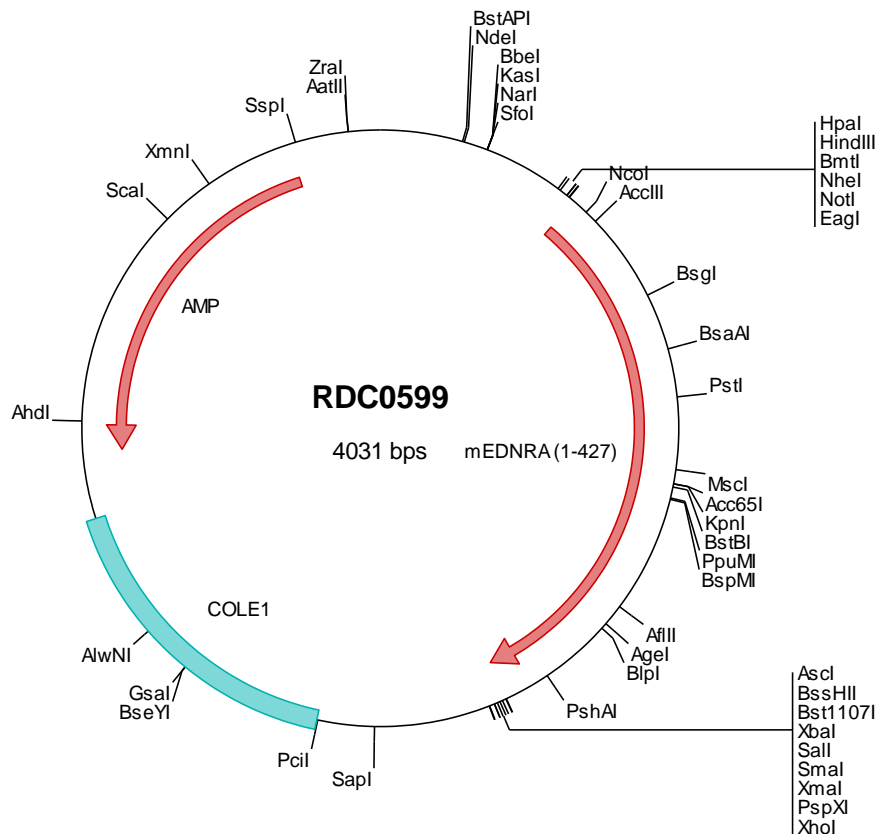 BstAPI
NdeI
BbeI
KasI
NarI
SfoI
ZraI
AatII
SspI
XmnI
ScaI
HpaI
HindIII
BmtI
NheI
NotI
EagI
NcoI
AccIII
BsgI
BsaAI
PstI
AMP
RDC0599
4031 bps
mEDNRA (1-427)
AhdI
MscI
Acc65I
KpnI
BstBI
PpuMI
BspMI
COLE1
AflII
AgeI
BlpI
AlwNI
GsaI
BseYI
PshAI
PciI
SapI
AscI
BssHII
Bst1107I
XbaI
SalI
SmaI
XmaI
PspXI
XhoI